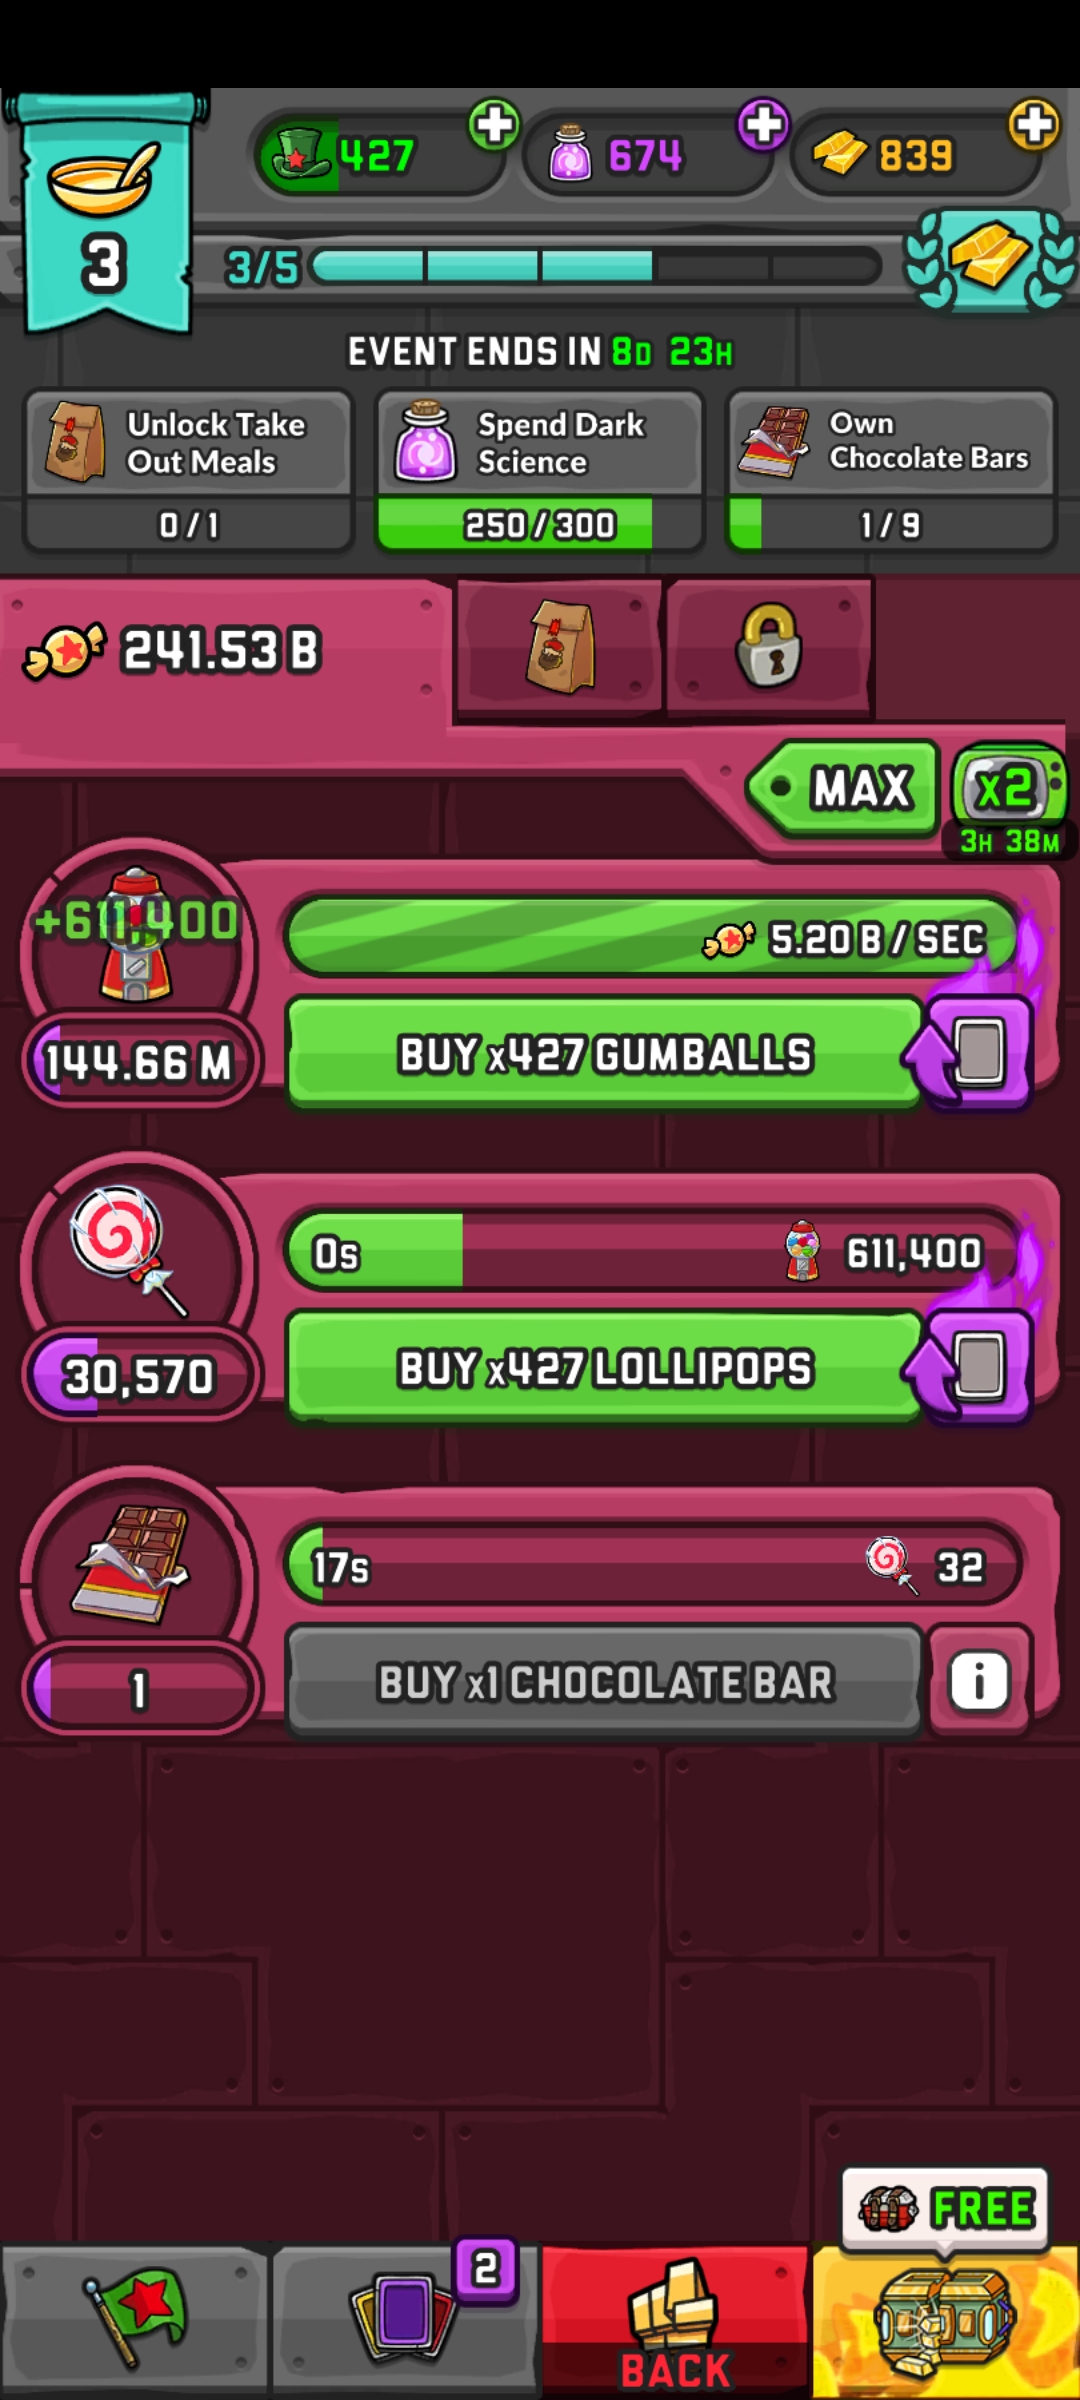 427
674
839
3
3/5
EVENT ENDS IN 8D 23H
Unlock Take
Out Meals
0/1
Spend Dark
Science
250/300
Own
Chocolate Bars
1/9
241.53 B
MAX
x2
3H 38M
+611,400
5.20 B / SEC
144.66 M
BUY x427 GUMBALLS
0s
611,400
30,570
BUY x427 LOLLIPOPS
17s
32
1
BUY x1 CHOCOLATE BAR
i
FREE
2
BACK